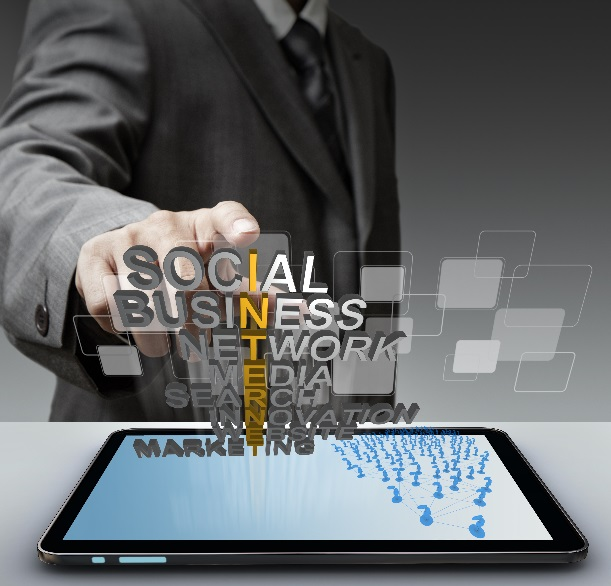 SOCIAL
BUSINESS
NETWORK
MEDIA
SEARCH
INNOVATION
WEBSITE
MARKETING